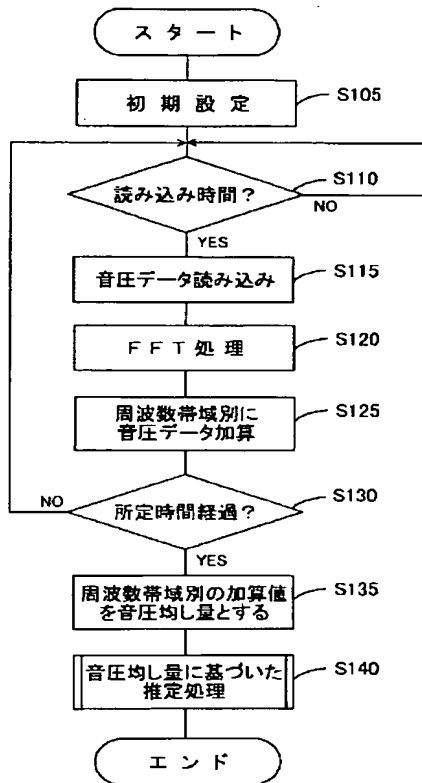 スタート
初期設定
S105
読み込み時間？
S110
NO
YES
音圧データ読み込み
S115
ＦＦＴ処理
S120
周波数帯域別に
音圧データ加算
S125
所定時間経過？
S130
NO
YES
周波数帯域別の加算値
を音圧均し量とする
S135
音圧均し量に基づいた
推定処理
S140
エンド